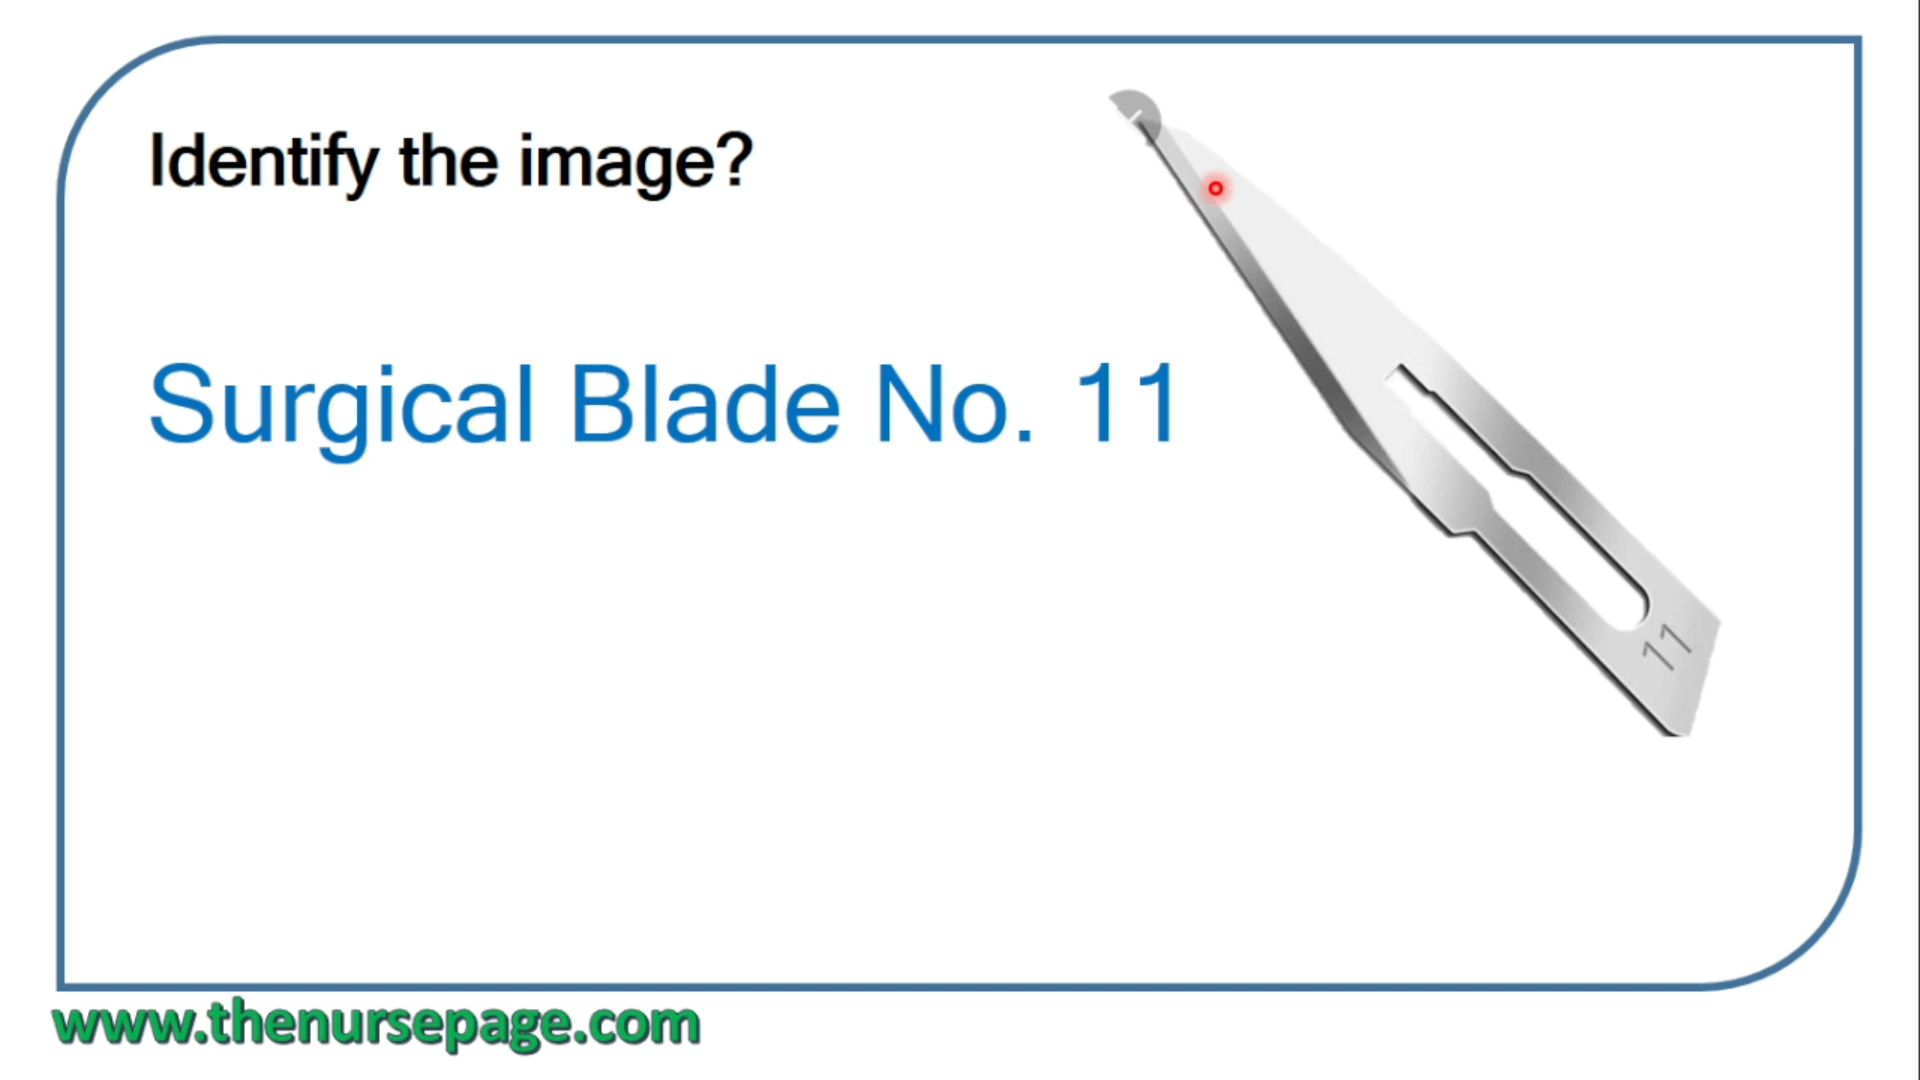 Identify the image?
Surgical Blade No. 11
11
www.thenursepage.com